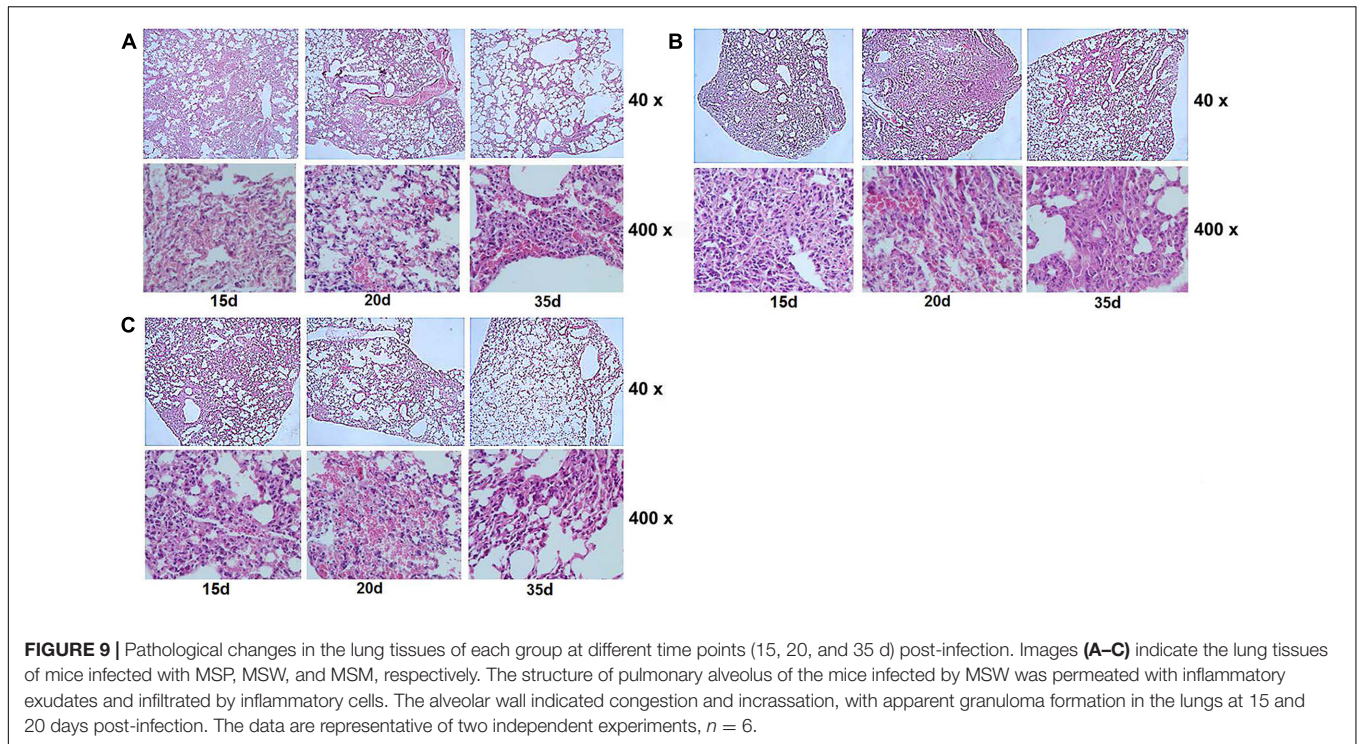 A
B
40 x
40 x
400 x
400 x
15d
20d
35d
15d
20d
35d
C
40 x
400 x
15d
20d
35d
FIGURE 9 | Pathological changes in the lung tissues of each group at different time points (15, 20, and 35 d) post-infection. Images (A–C) indicate the lung tissues
of mice infected with MSP, MSW, and MSM, respectively. The structure of pulmonary alveolus of the mice infected by MSW was permeated with inflammatory
exudates and infiltrated by inflammatory cells. The alveolar wall indicated congestion and incrassation, with apparent granuloma formation in the lungs at 15 and
20 days post-infection. The data are representative of two independent experiments, n = 6.